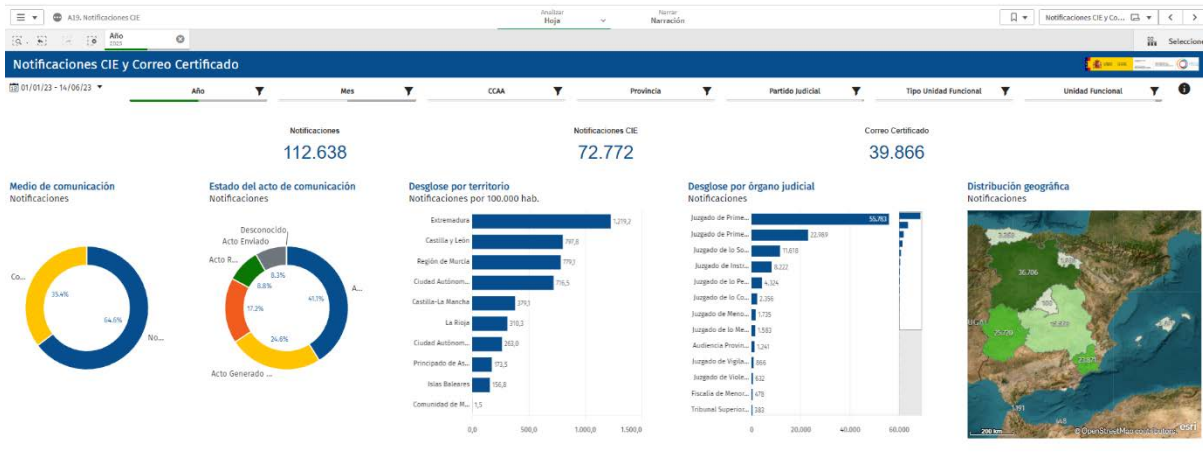 A19. Notificaciones CIE
Analizar
Hoja
Narrar
Narración
Notificaciones CIE y Co...
Año
2023
Seleccione
Notificaciones CIE y Correo Certificado
01/01/23 - 14/06/23
Año
Mes
CCAA
Provincia
Partido Judicial
Tipo Unidad Funcional
Unidad Funcional
Notificaciones
112.638
Notificaciones CIE
72.772
Correo Certificado
39.866
Medio de comunicación
Notificaciones
Co...
35.4%
64.6%
No...
Estado del acto de comunicación
Notificaciones
Desconocido
Acto Enviado
Acto R...
8.3%
8.8%
17.2%
41.1%
A...
24.6%
Acto Generado ...
Desglose por territorio
Notificaciones por 100.000 hab.
Extremadura 1.219,2
Castilla y León 797,8
Región de Murcia 779,1
Ciudad Autónom... 716,5
Castilla-La Mancha 379,1
La Rioja 310,3
Ciudad Autónom... 263,0
Principado de As... 173,5
Islas Baleares 156,8
Comunidad de M... 1,5
0,0 500,0 1.000,0 1.500,0
Desglose por órgano judicial
Notificaciones
Juzgado de Prime... 55.783
Juzgado de Prime... 22.989
Juzgado de lo So... 11.618
Juzgado de Instr... 8.222
Juzgado de lo Pe... 4.324
Juzgado de lo Co... 2.356
Juzgado de Meno... 1.735
Juzgado de lo Me... 1.583
Audiencia Provin... 1.241
Juzgado de Vigila... 866
Juzgado de Viole... 632
Fiscalía de Menor... 478
Tribunal Superior... 382
0 20.000 40.000 60.000
Distribución geográfica
Notificaciones
36.706
25.720
23.871
200 km
© OpenStreetMap contributors
esri